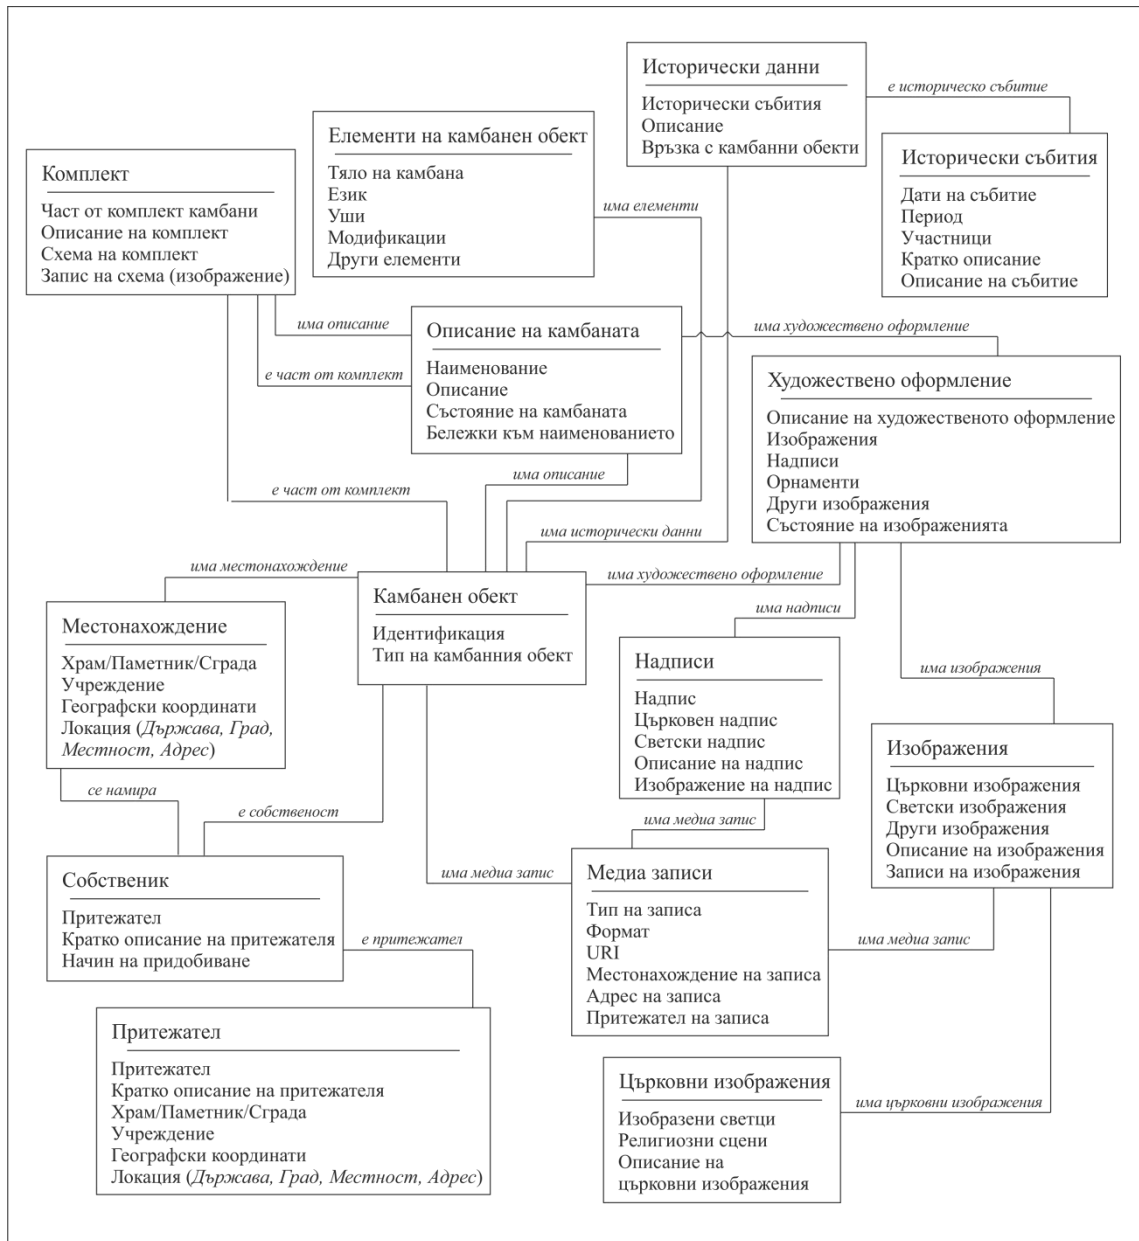 Исторически данни
Исторически събития
Описание
Връзка с камбанни обекти
е историческо събитие
Исторически събития
Дати на събитие
Период
Участници
Кратко описание
Описание на събитие
Елементи на камбанен обект
Тяло на камбана
Език
Уши
Модификации
Други елементи
има елементи
Комплект
Част от комплект камбани
Описание на комплект
Схема на комплект
Запис на схема (изображение)
има описание
е част от комплект
Описание на камбаната
Наименование
Описание
Състояние на камбаната
Бележки към наименованието
има художествено оформление
Художествено оформление
Описание на художественото оформление
Изображения
Надписи
Орнаменти
Други изображения
Състояние на изображенията
има описание
е част от комплект
има исторически данни
има местонахождение
има художествено оформление
Камбанен обект
Идентификация
Тип на камбанния обект
Местонахождение
Храм/Паметник/Сграда
Учреждение
Географски координати
Локация (Държава, Град,
Местност, Адрес)
има надписи
Надписи
Надпис
Църковен надпис
Светски надпис
Описание на надпис
Изображение на надпис
има изображения
Изображения
Църковни изображения
Светски изображения
Други изображения
Описание на изображения
Записи на изображения
се намира
е собственост
има медиа запис
има медиа запис
Собственик
Притежател
Кратко описание на притежателя
Начин на придобиване
е притежател
Медиа записи
Тип на записа
Формат
URI
Местонахождение на записа
Адрес на записа
Притежател на записа
има медиа запис
Притежател
Притежател
Кратко описание на притежателя
Храм/Паметник/Сграда
Учреждение
Географски координати
Локация (Държава, Град, Местност, Адрес)
Църковни изображения
Изобразени светци
Религиозни сцени
Описание на
църковни изображения
има църковни изображения